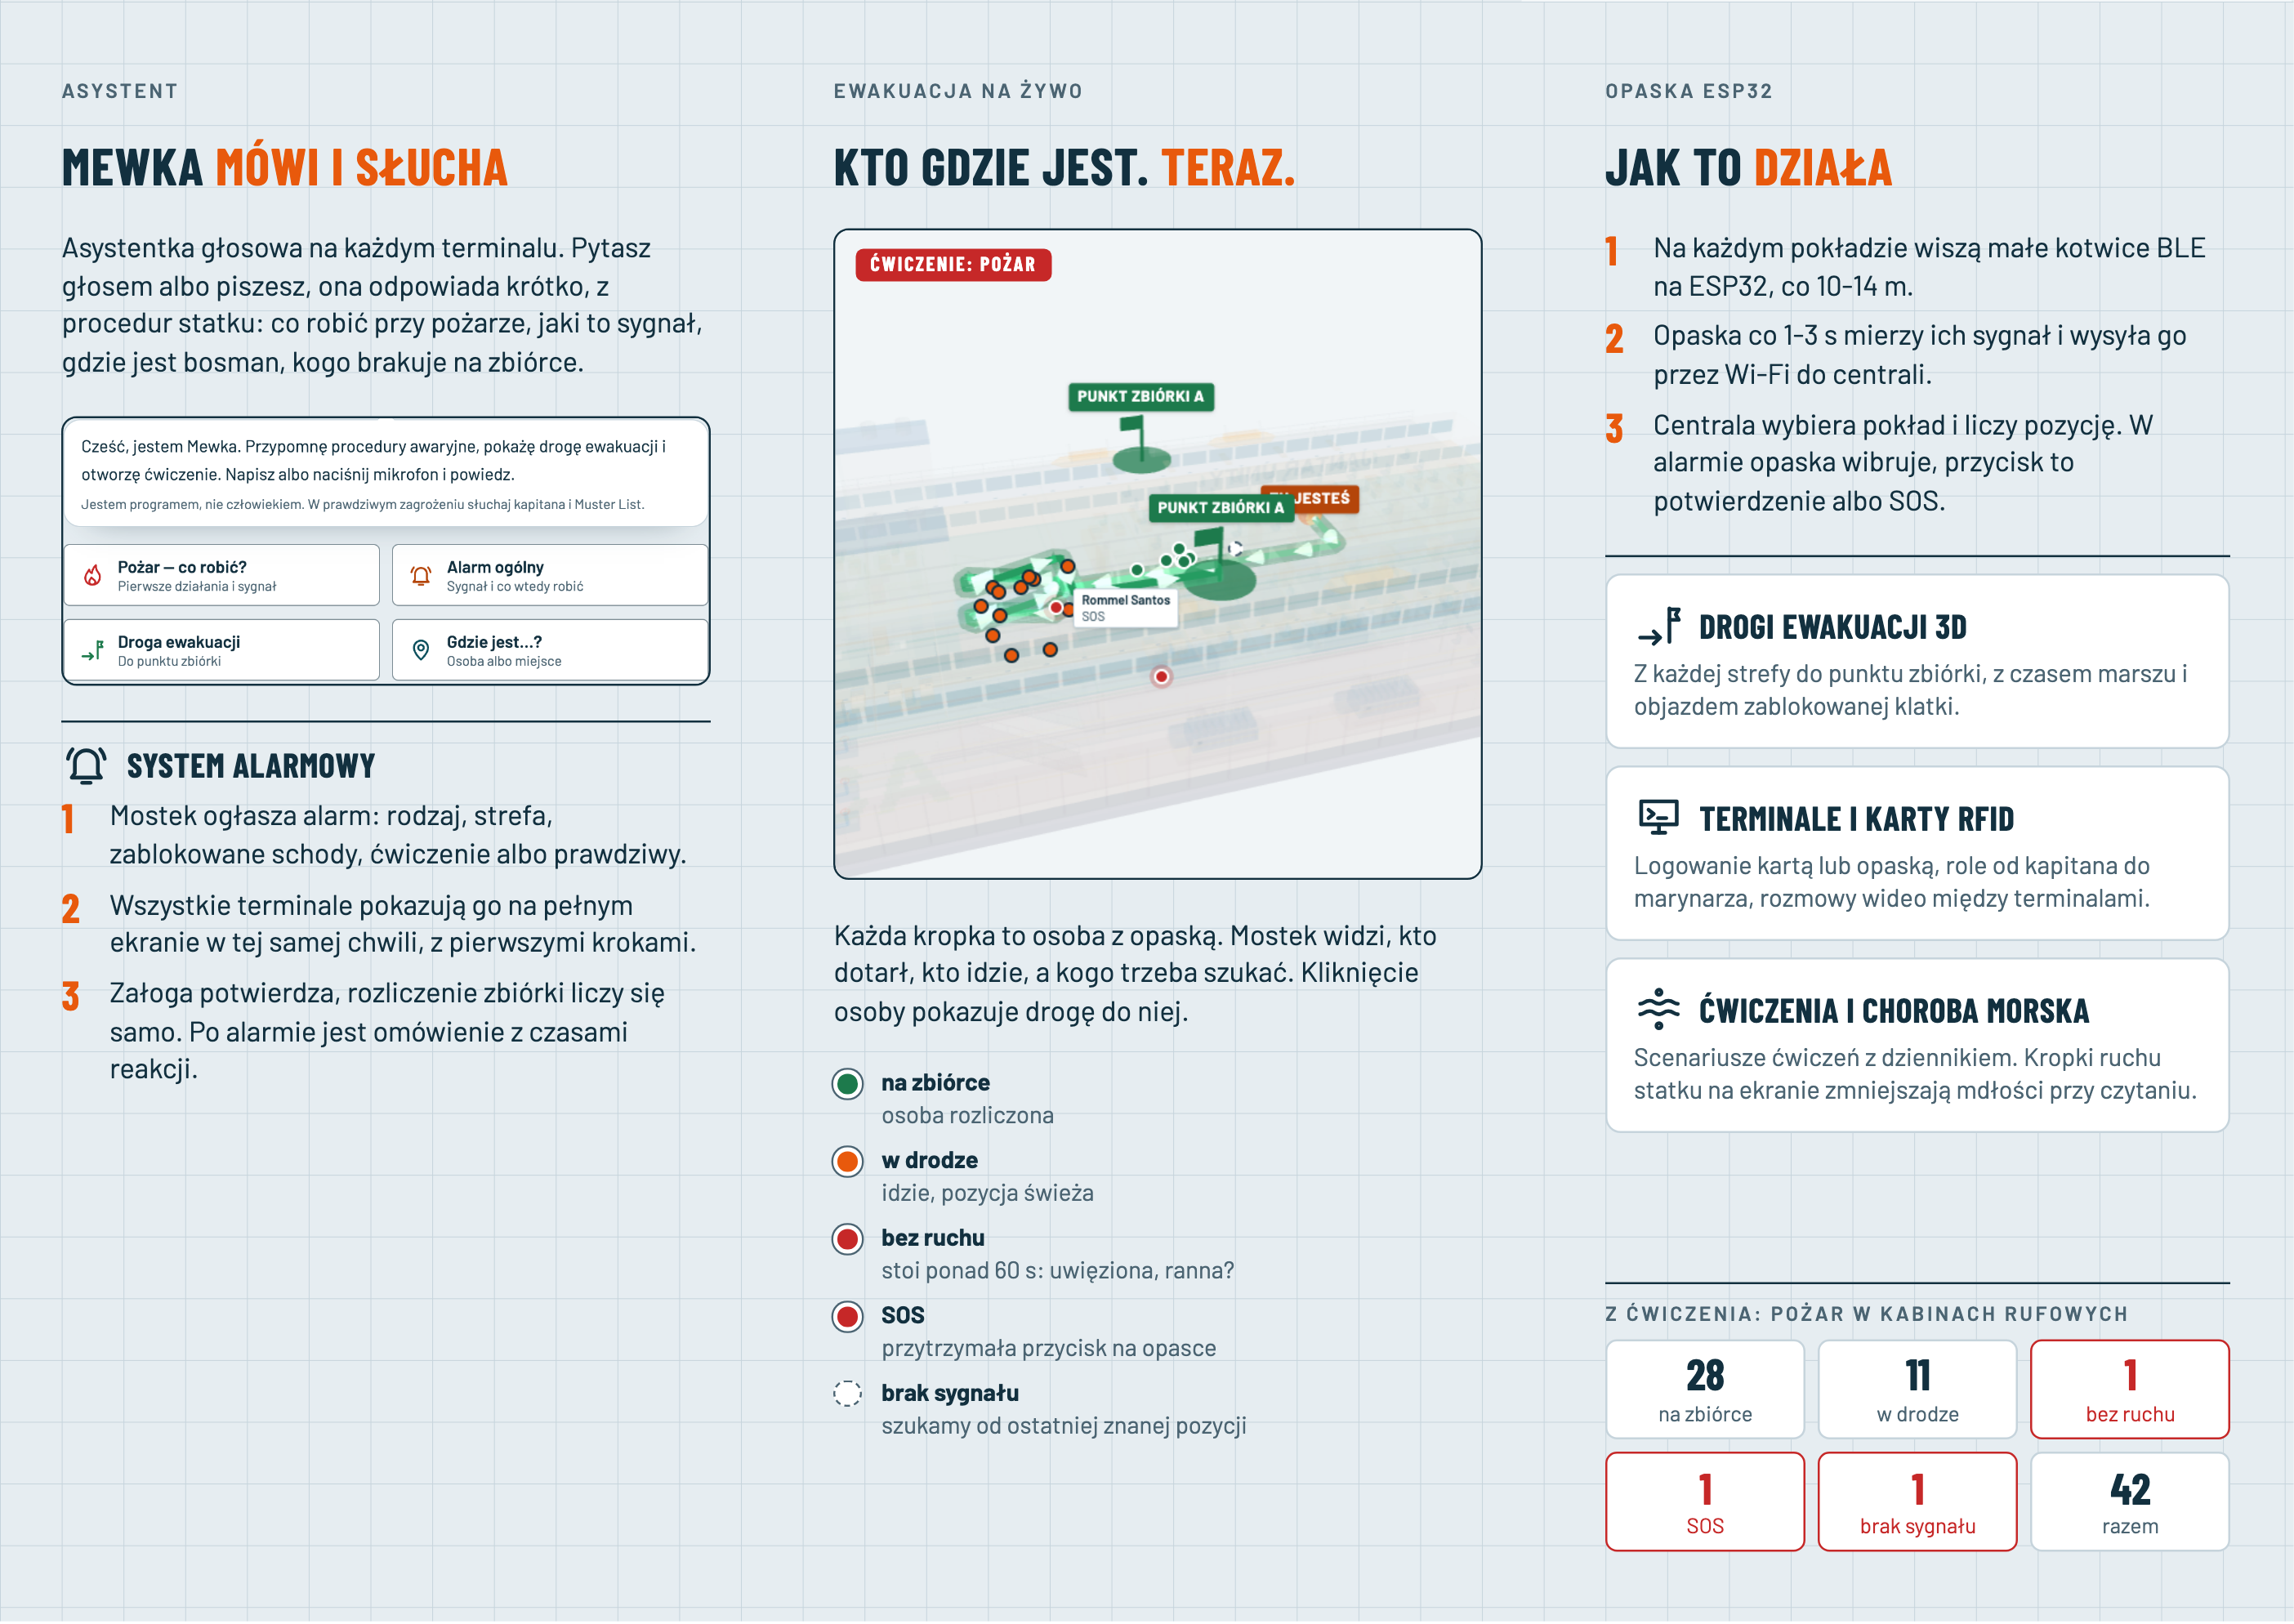 ASYSTENT
MEWKA MÓWI I SŁUCHA
Asystentka głosowa na każdym terminalu. Pytasz
głosem albo piszesz, ona odpowiada krótko, z
procedur statku: co robić przy pożarze, jaki to sygnał,
gdzie jest bosman, kogo brakuje na zbiórce.
Cześć, jestem Mewka. Przypomnę procedury awaryjne, pokażę drogę ewakuacji i
otworzę ćwiczenie. Napisz albo naciśnij mikrofon i powiedz.
Jestem programem, nie człowiekiem. W prawdziwym zagrożeniu słuchaj kapitana i Muster List.
Pożar – co robić?
Pierwsze działania i sygnał
Alarm ogólny
Sygnał i co wtedy robić
Droga ewakuacji
Do punktu zbiórki
Gdzie jest...?
Osoba albo miejsce
SYSTEM ALARMOWY
1 Mostek ogłasza alarm: rodzaj, strefa,
zablokowane schody, ćwiczenie albo prawdziwy.
2 Wszystkie terminale pokazują go na pełnym
ekranie w tej samej chwili, z pierwszymi krokami.
3 Załoga potwierdza, rozliczenie zbiórki liczy się
samo. Po alarmie jest omówienie z czasami
reakcji.
EWAKUACJA NA ŻYWO
KTO GDZIE JEST. TERAZ.
ĆWICZENIE: POŻAR
PUNKT ZBIÓRKI A
JESTEŚ
PUNKT ZBIÓRKI A
Rommel Santos
SOS
Każda kropka to osoba z opaską. Mostek widzi, kto
dotarł, kto idzie, a kogo trzeba szukać. Kliknięcie
osoby pokazuje drogę do niej.
na zbiórce
osoba rozliczona
w drodze
idzie, pozycja świeża
bez ruchu
stoi ponad 60 s: uwięziona, ranna?
SOS
przytrzymała przycisk na opasce
brak sygnału
szukamy od ostatniej znanej pozycji
OPASKA ESP32
JAK TO DZIAŁA
1 Na każdym pokładzie wiszą małe kotwice BLE
na ESP32, co 10-14 m.
2 Opaska co 1-3 s mierzy ich sygnał i wysyła go
przez Wi-Fi do centrali.
3 Centrala wybiera pokład i liczy pozycję. W
alarmie opaska wibruje, przycisk to
potwierdzenie albo SOS.
DROGI EWAKUACJI 3D
Z każdej strefy do punktu zbiórki, z czasem marszu i
objazdem zablokowanej klatki.
TERMINALE I KARTY RFID
Logowanie kartą lub opaską, role od kapitana do
marynarza, rozmowy wideo między terminalami.
ĆWICZENIA I CHOROBA MORSKA
Scenariusze ćwiczeń z dziennikiem. Kropki ruchu
statku na ekranie zmniejszają mdłości przy czytaniu.
Z ĆWICZENIA: POŻAR W KABINACH RUFOWYCH
28
na zbiórce
11
w drodze
1
bez ruchu
1
SOS
1
brak sygnału
42
razem